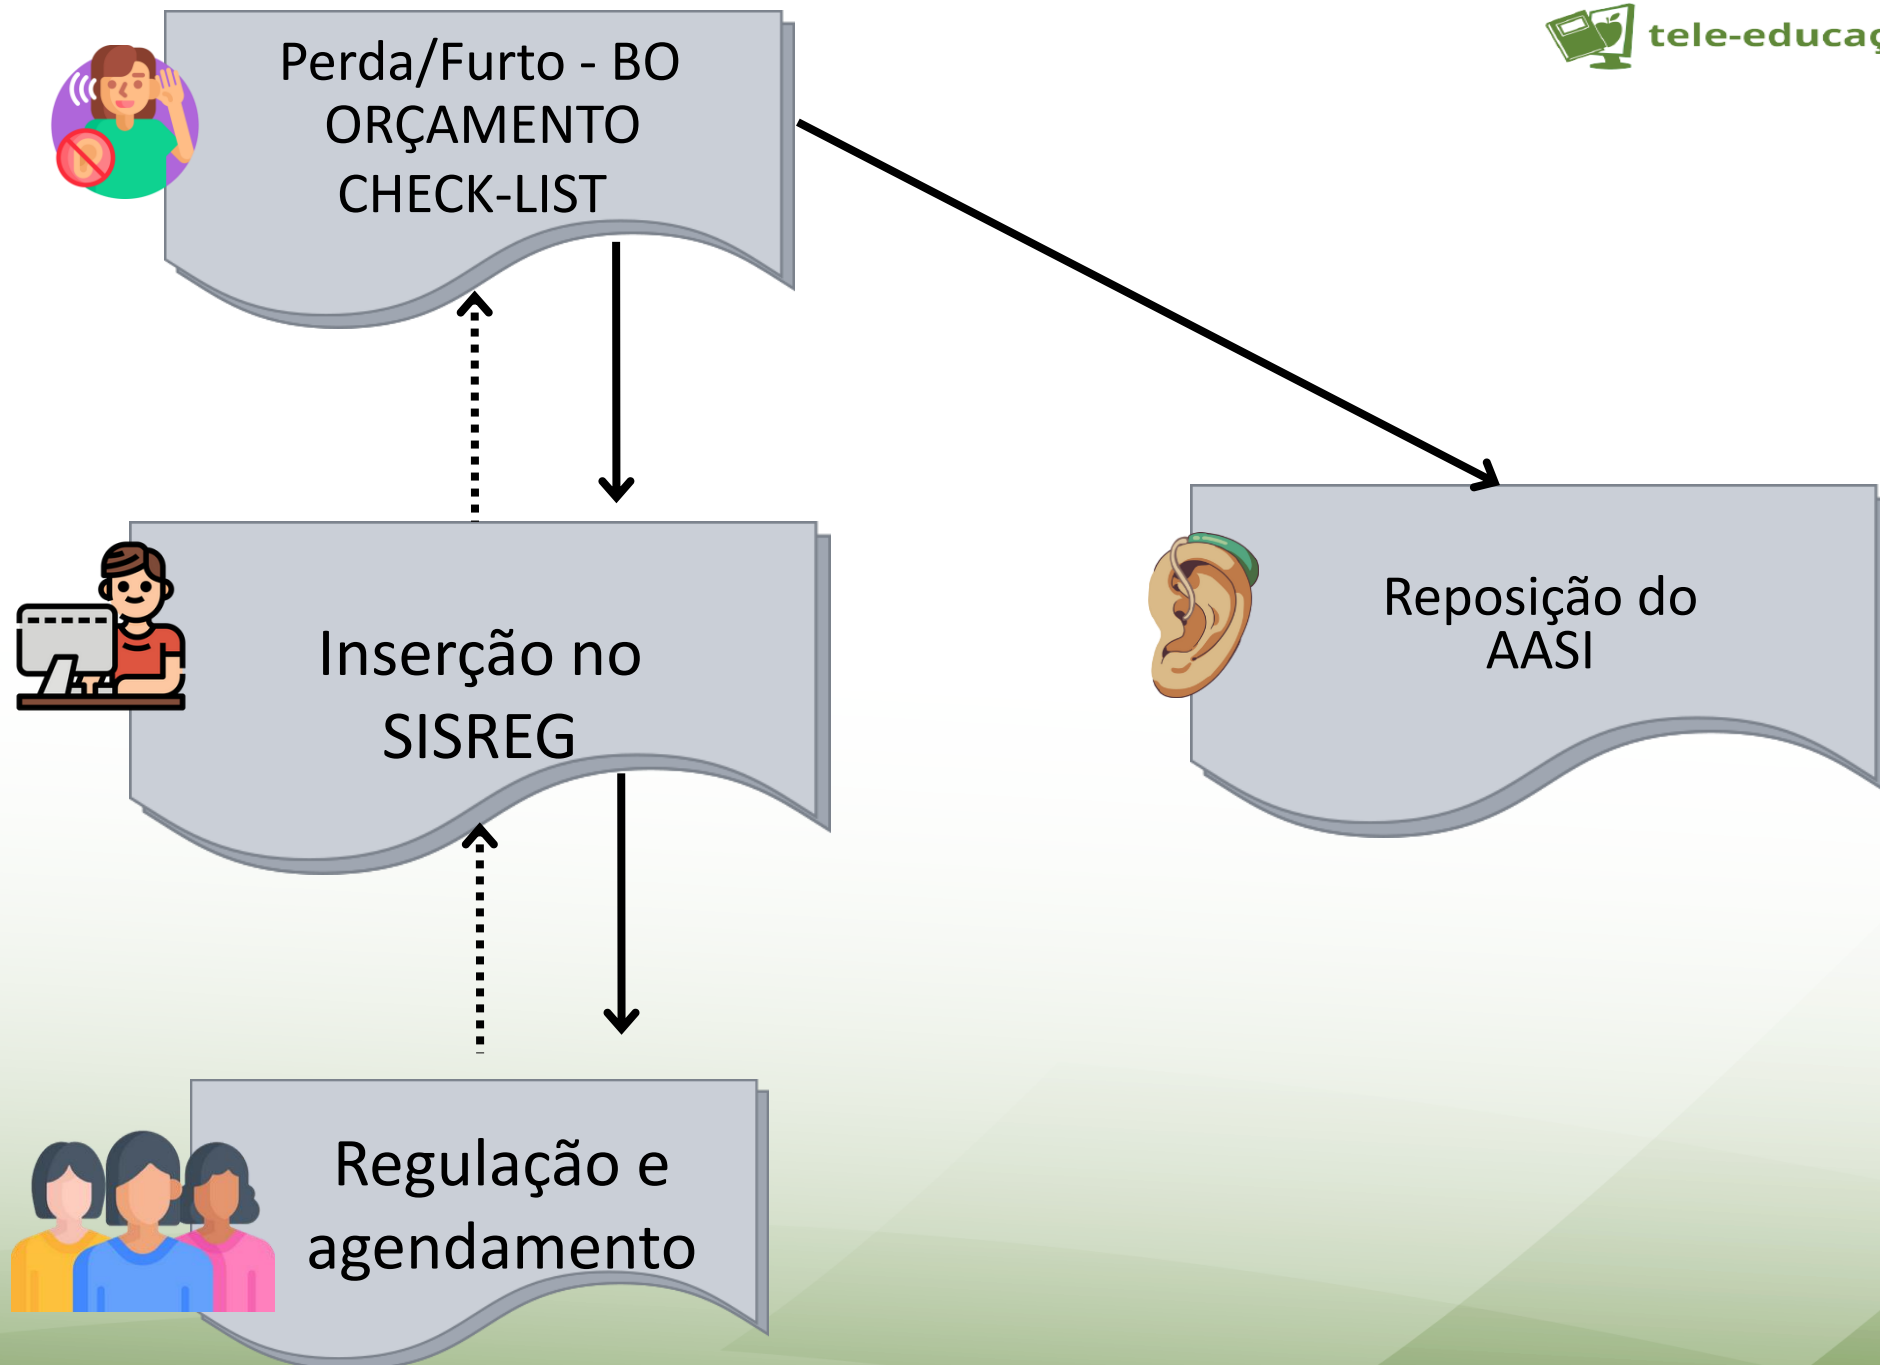 tele-educaç
Perda/Furto - BO
ORÇAMENTO
CHECK-LIST
Inserção no
SISREG
Reposição do
AASI
Regulação e
agendamento